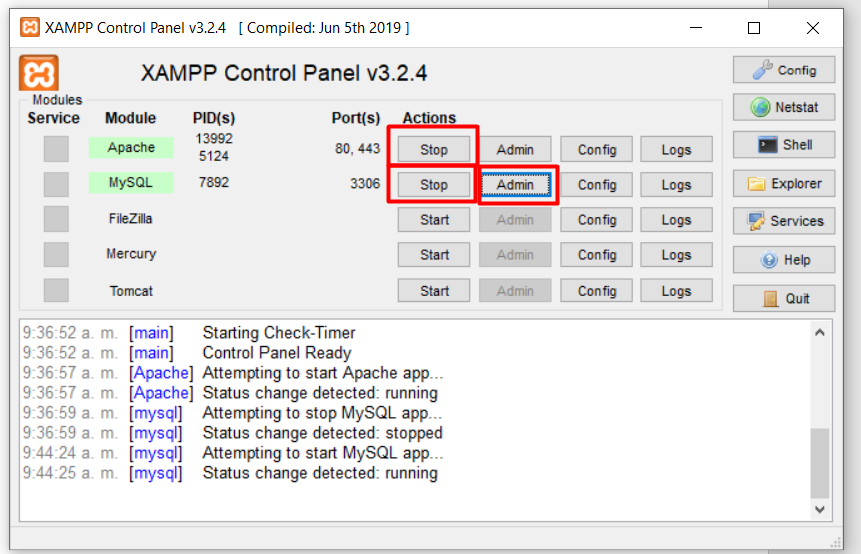 XAMPP Control Panel v3.2.4 [ Compiled: Jun 5th 2019 ]
XAMPP Control Panel v3.2.4
Config
Modules
Service Module PID(s) Port(s) Actions
Netstat
Apache 13992 5124 80, 443 Stop Admin Config Logs
Shell
MySQL 7892 3306 Stop Admin Config Logs
Explorer
FileZilla Start Admin Config Logs
Services
Mercury Start Admin Config Logs
Help
Tomcat Start Admin Config Logs
Quit
9:36:52 a. m. [main] Starting Check-Timer
9:36:52 a. m. [main] Control Panel Ready
9:36:57 a. m. [Apache] Attempting to start Apache app...
9:36:57 a. m. [Apache] Status change detected: running
9:36:59 a. m. [mysql] Attempting to stop MySQL app...
9:36:59 a. m. [mysql] Status change detected: stopped
9:44:24 a. m. [mysql] Attempting to start MySQL app...
9:44:25 a. m. [mysql] Status change detected: running